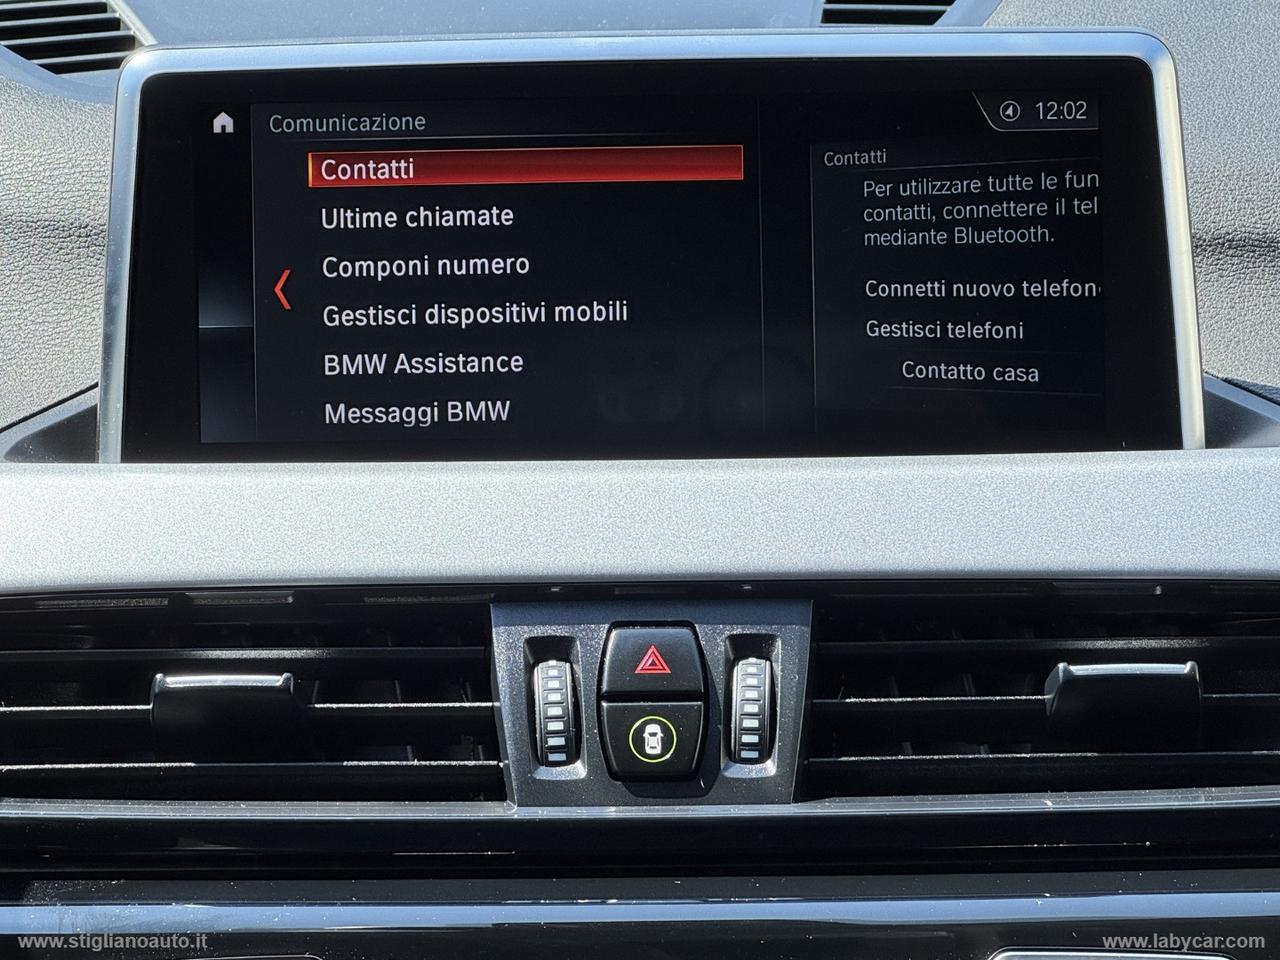 Comunicazione
12:02
Contatti
Ultime chiamate
Componi numero
Gestisci dispositivi mobili
BMW Assistance
Messaggi BMW
Contatti
Per utilizzare tutte le fun
contatti, connettere il tel
mediante Bluetooth.
Connetti nuovo telefon
Gestisci telefoni
Contatto casa
www.stiglianoauto.it
www.labycar.com